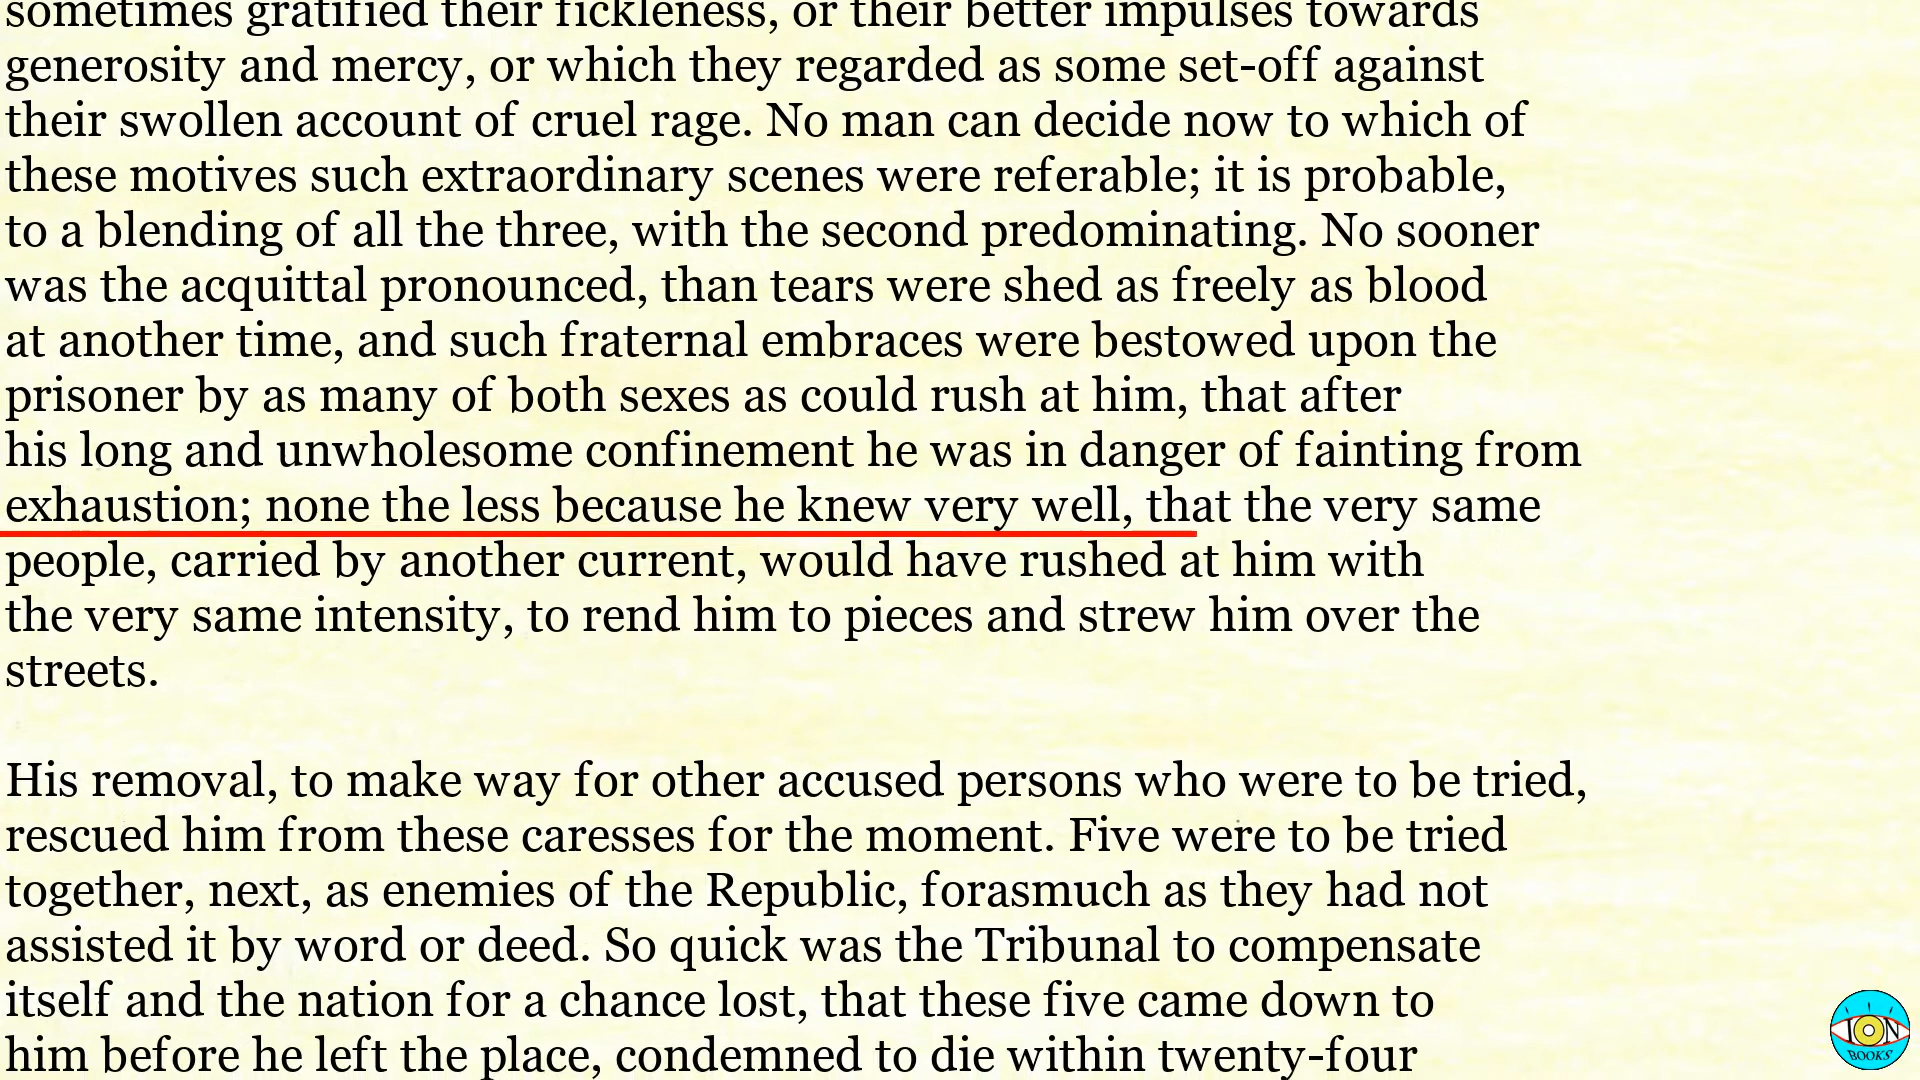 sometimes gratified their fickleness, or their better impulses towards
generosity and mercy, or which they regarded as some set-off against
their swollen account of cruel rage. No man can decide now to which of
these motives such extraordinary scenes were referable; it is probable,
to a blending of all the three, with the second predominating. No sooner
was the acquittal pronounced, than tears were shed as freely as blood
at another time, and such fraternal embraces were bestowed upon the
prisoner by as many of both sexes as could rush at him, that after
his long and unwholesome confinement he was in danger of fainting from
exhaustion; none the less because he knew very well, that the very same
people, carried by another current, would have rushed at him with
the very same intensity, to rend him to pieces and strew him over the
streets.
His removal, to make way for other accused persons who were to be tried,
rescued him from these caresses for the moment. Five were to be tried
together, next, as enemies of the Republic, forasmuch as they had not
assisted it by word or deed. So quick was the Tribunal to compensate
itself and the nation for a chance lost, that these five came down to
him before he left the place, condemned to die within twenty-four
ION
BOOKS